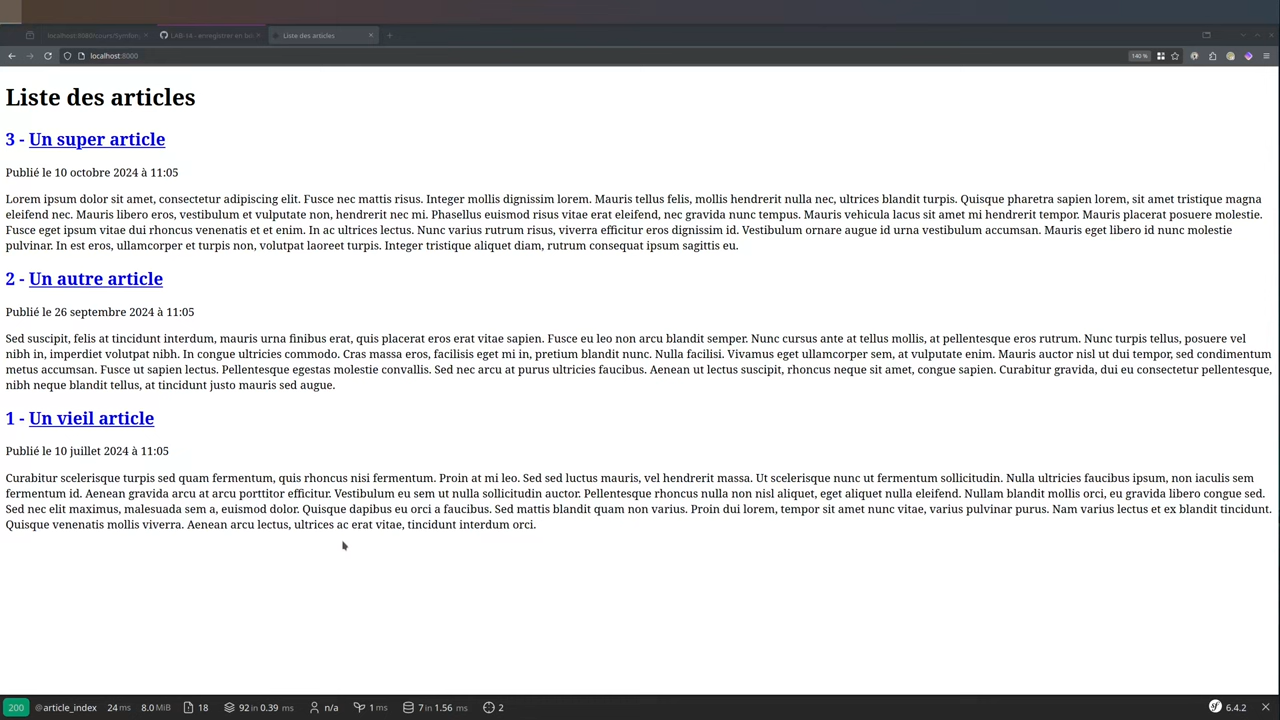 localhost:8080/cours/Symfon
LAB-14 - enregistrer en ba
Liste des articles
localhost:8000
140 %
Liste des articles
3 - Un super article
Publié le 10 octobre 2024 à 11:05
Lorem ipsum dolor sit amet, consectetur adipiscing elit. Fusce nec mattis risus. Integer mollis dignissim lorem. Mauris tellus felis, mollis hendrerit nulla nec, ultrices blandit turpis. Quisque pharetra sapien lorem, sit amet tristique magna
eleifend nec. Mauris libero eros, vestibulum et vulputate non, hendrerit nec mi. Phasellus euismod risus vitae erat eleifend, nec gravida nunc tempus. Mauris vehicula lacus sit amet mi hendrerit tempor. Mauris placerat posuere molestie.
Fusce eget ipsum vitae dui rhoncus venenatis et et enim. In ac ultrices lectus. Nunc varius rutrum risus, viverra efficitur eros dignissim id. Vestibulum ornare augue id urna vestibulum accumsan. Mauris eget libero id nunc molestie
pulvinar. In est eros, ullamcorper et turpis non, volutpat laoreet turpis. Integer tristique aliquet diam, rutrum consequat ipsum sagittis eu.
2 - Un autre article
Publié le 26 septembre 2024 à 11:05
Sed suscipit, felis at tincidunt interdum, mauris urna finibus erat, quis placerat eros erat vitae sapien. Fusce eu leo non arcu blandit semper. Nunc cursus ante at tellus mollis, at pellentesque eros rutrum. Nunc turpis tellus, posuere vel
nibh in, imperdiet volutpat nibh. In congue ultricies commodo. Cras massa eros, facilisis eget mi in, pretium blandit nunc. Nulla facilisi. Vivamus eget ullamcorper sem, at vulputate enim. Mauris auctor nisl ut dui tempor, sed condimentum
metus accumsan. Fusce ut sapien lectus. Pellentesque egestas molestie convallis. Sed nec arcu at purus ultricies faucibus. Aenean ut lectus suscipit, rhoncus neque sit amet, congue sapien. Curabitur gravida, dui eu consectetur pellentesque,
nibh neque blandit tellus, at tincidunt justo mauris sed augue.
1 - Un vieil article
Publié le 10 juillet 2024 à 11:05
Curabitur scelerisque turpis sed quam fermentum, quis rhoncus nisi fermentum. Proin at mi leo. Sed sed luctus mauris, vel hendrerit massa. Ut scelerisque nunc ut fermentum sollicitudin. Nulla ultricies faucibus ipsum, non iaculis sem
fermentum id. Aenean gravida arcu at arcu porttitor efficitur. Vestibulum eu sem ut nulla sollicitudin auctor. Pellentesque rhoncus nulla non nisl aliquet, eget aliquet nulla eleifend. Nullam blandit mollis orci, eu gravida libero congue sed.
Sed nec elit maximus, malesuada sem a, euismod dolor. Quisque dapibus eu orci a faucibus. Sed mattis blandit quam non varius. Proin dui lorem, tempor sit amet nunc vitae, varius pulvinar purus. Nam varius lectus et ex blandit tincidunt.
Quisque venenatis mollis viverra. Aenean arcu lectus, ultrices ac erat vitae, tincidunt interdum orci.
200 @article_index 24 ms 8.0 MiB 18 92 in 0.39 ms n/a 1 ms 7 in 1.56 ms 2 6.4.2